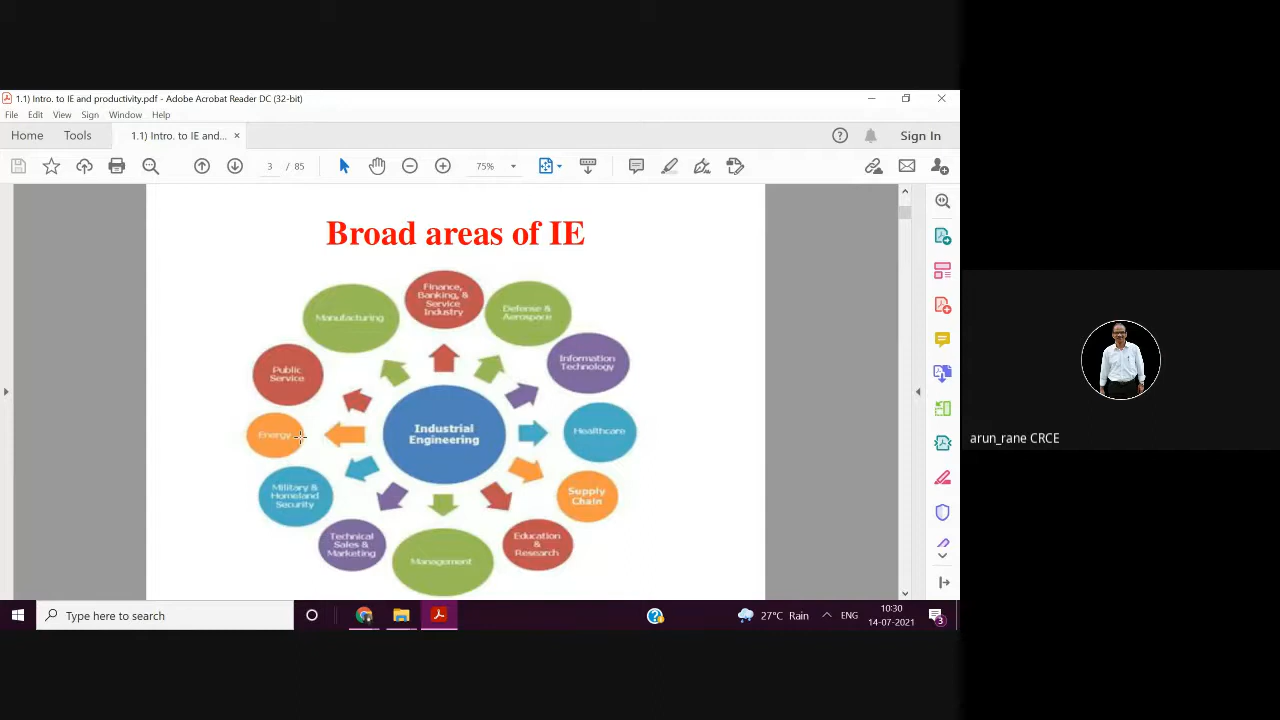 1.1) Intro. to IE and productivity.pdf - Adobe Acrobat Reader DC (32-bit)
File Edit View Sign Window Help
Home Tools 1.1) Intro. to IE and... × Sign In
3 / 85 75%
Broad areas of IE
Finance,
Banking, &
Service
Industry
Defense &
Aerospace
Manufacturing
Information
Technology
Public
Service
Industrial
Engineering
Healthcare
Energy
Military &
Homeland
Security
Supply
Chain
Technical
Sales &
Marketing
Education
&
Research
Management
arun_rane CRCE
Type here to search
27°C Rain ENG
10:30
14-07-2021
3